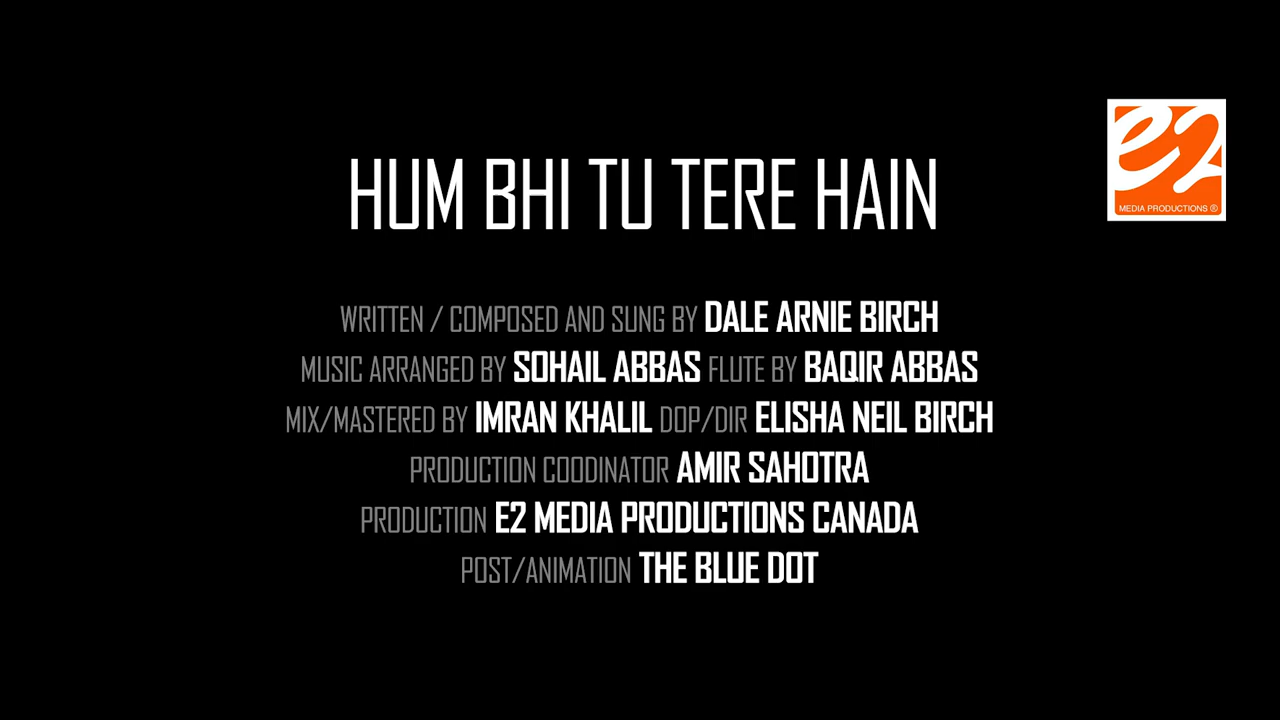 e2
MEDIA PRODUCTIONS ®
HUM BHI TU TERE HAIN
WRITTEN / COMPOSED AND SUNG BY DALE ARNIE BIRCH
MUSIC ARRANGED BY SOHAIL ABBAS FLUTE BY BAQIR ABBAS
MIX/MASTERED BY IMRAN KHALIL DOP/DIR ELISHA NEIL BIRCH
PRODUCTION COODINATOR AMIR SAHOTRA
PRODUCTION E2 MEDIA PRODUCTIONS CANADA
POST/ANIMATION THE BLUE DOT